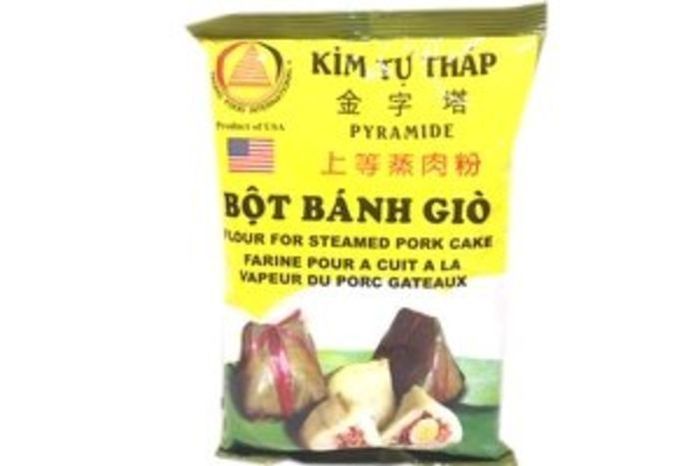 KIM TỰ THÁP
金字塔
PYRAMIDE
Product of USA
上等蒸肉粉
BỘT BÁNH GIÒ
FLOUR FOR STEAMED PORK CAKE
FARINE POUR A CUIT A LA
VAPEUR DU PORC GATEAUX